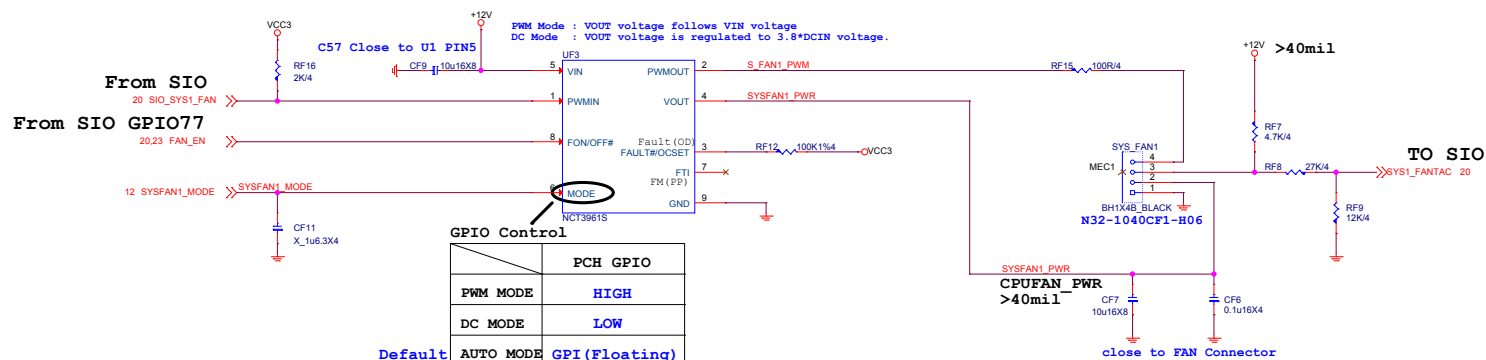 PWM Mode : VOUT voltage follows VIN voltage
DC Mode : VOUT voltage is regulated to 3.8*DCIN voltage.
VCC3
+12V
C57 Close to U1 PIN5
CF9 10u16X8
RF16
2K/4
From SIO
20 SIO_SYS1_FAN
From SIO GPIO77
20,23 FAN_EN
12 SYSFAN1_MODE
SYSFAN1_MODE
CF11
X_1u6.3X4
UF3
5 VIN
1 PWMIN
8 FON/OFF#
6 MODE
PWMOUT 2
VOUT 4
Fault(OD)
FAULT#/OCSET 3
FTI 7
FM(PP)
GND 9
NCT3961S
S_FAN1_PWM
SYSFAN1_PWR
RF12 100K1%4
VCC3
RF15 100R/4
+12V >40mil
RF7
4.7K/4
SYS_FAN1
MEC1
4
3
2
1
BH1X4B_BLACK
N32-1040CF1-H06
RF8 27K/4
TO SIO
SYS1_FANTAC 20
RF9
12K/4
SYSFAN1_PWR
CPUFAN_PWR
>40mil
CF7
10u16X8
CF6
0.1u16X4
close to FAN Connector
GPIO Control
PCH GPIO
PWM MODE HIGH
DC MODE LOW
Default AUTO MODE GPI(Floating)